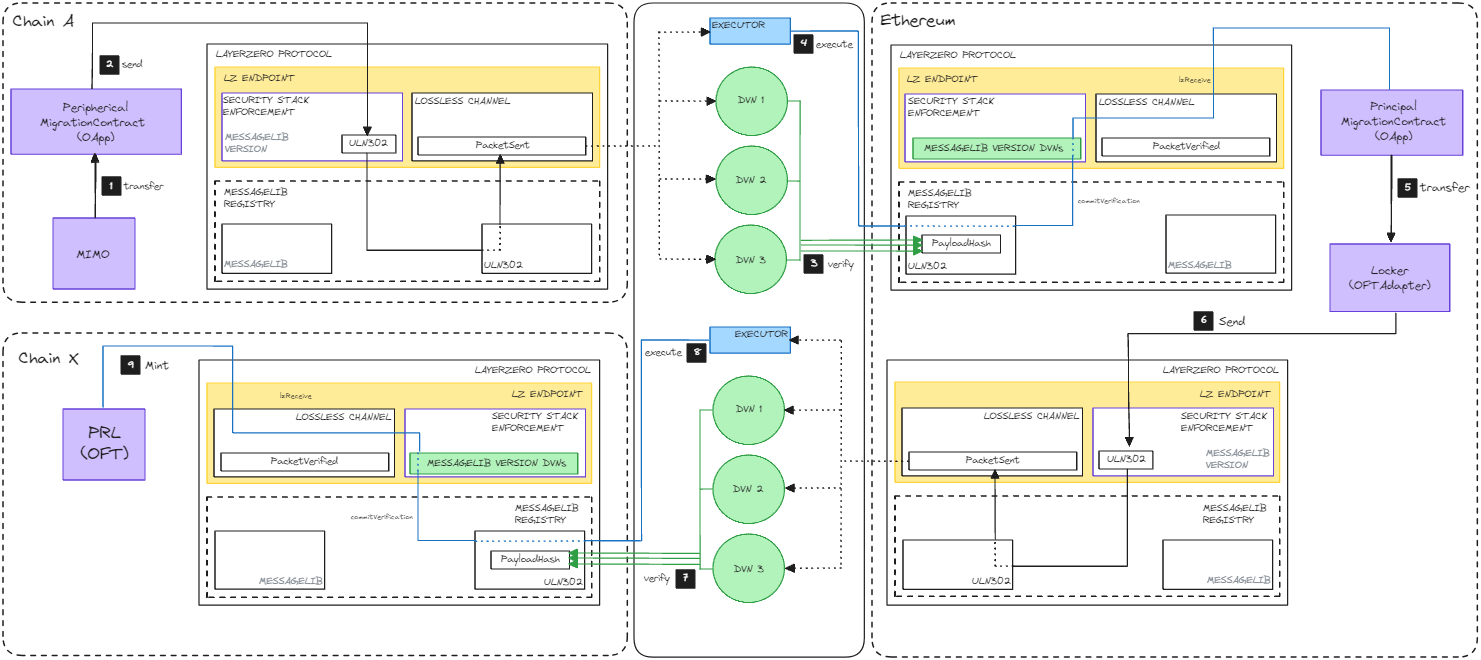 Chain A
2 send
Peripherical
MigrationContract
(OApp)
1 transfer
MIMO
LAYERZERO PROTOCOL
LZ ENDPOINT
SECURITY STACK
ENFORCEMENT
MESSAGELIB
VERSION
ULN302
LOSSLESS CHANNEL
PacketSent
MESSAGELIB
REGISTRY
MESSAGELIB
ULN302
EXECUTOR
4 execute
DVN 1
DVN 2
DVN 3
3 verify
Ethereum
LAYERZERO PROTOCOL
LZ ENDPOINT
lzReceive
SECURITY STACK
ENFORCEMENT
MESSAGELIB VERSION DVNs
LOSSLESS CHANNEL
PacketVerified
MESSAGELIB
REGISTRY
commitVerification
PayloadHash
ULN302
MESSAGELIB
Principal
MigrationContract
(OApp)
5 transfer
Locker
(OFTAdapter)
6 Send
LAYERZERO PROTOCOL
LZ ENDPOINT
LOSSLESS CHANNEL
PacketSent
SECURITY STACK
ENFORCEMENT
ULN302
MESSAGELIB
VERSION
MESSAGELIB
REGISTRY
ULN302
MESSAGELIB
EXECUTOR
execute 8
DVN 1
DVN 2
DVN 3
verify 7
Chain X
9 Mint
PRL
(OFT)
LAYERZERO PROTOCOL
LZ ENDPOINT
lzReceive
LOSSLESS CHANNEL
PacketVerified
SECURITY STACK
ENFORCEMENT
MESSAGELIB VERSION DVNs
MESSAGELIB
REGISTRY
commitVerification
MESSAGELIB
PayloadHash
ULN302